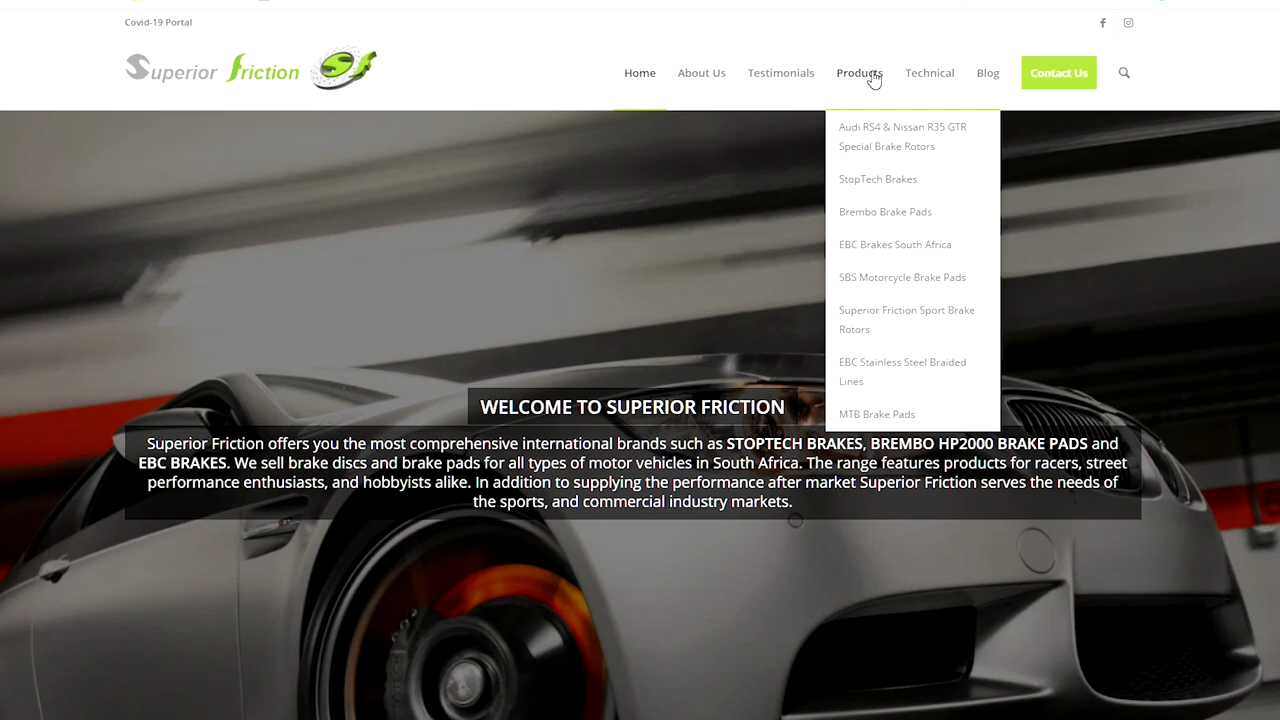 Covid-19 Portal
Superior Friction
Home About Us Testimonials Products Technical Blog Contact Us
Audi RS4 & Nissan R35 GTR
Special Brake Rotors
StopTech Brakes
Brembo Brake Pads
EBC Brakes South Africa
SBS Motorcycle Brake Pads
Superior Friction Sport Brake
Rotors
EBC Stainless Steel Braided
Lines
MTB Brake Pads
WELCOME TO SUPERIOR FRICTION
Superior Friction offers you the most comprehensive international brands such as STOPTECH BRAKES, BREMBO HP2000 BRAKE PADS and
EBC BRAKES. We sell brake discs and brake pads for all types of motor vehicles in South Africa. The range features products for racers, street
performance enthusiasts, and hobbyists alike. In addition to supplying the performance after market Superior Friction serves the needs of
the sports, and commercial industry markets.